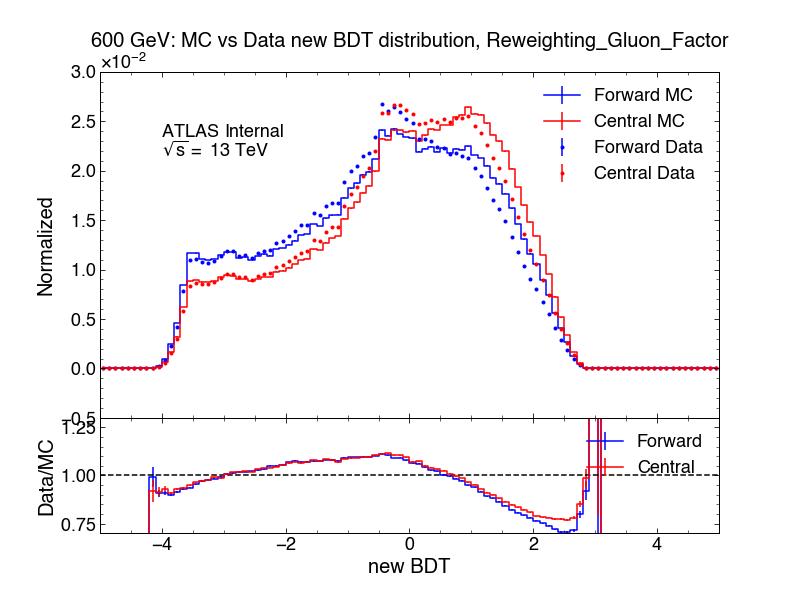 600 GeV: MC vs Data new BDT distribution, Reweighting_Gluon_Factor
×10−2
3.0
2.5
2.0
1.5
1.0
0.5
0.0
−0.5
Normalized
ATLAS Internal
√s = 13 TeV
Forward MC
Central MC
Forward Data
Central Data
1.25
1.00
0.75
Data/MC
Forward
Central
−4 −2 0 2 4
new BDT